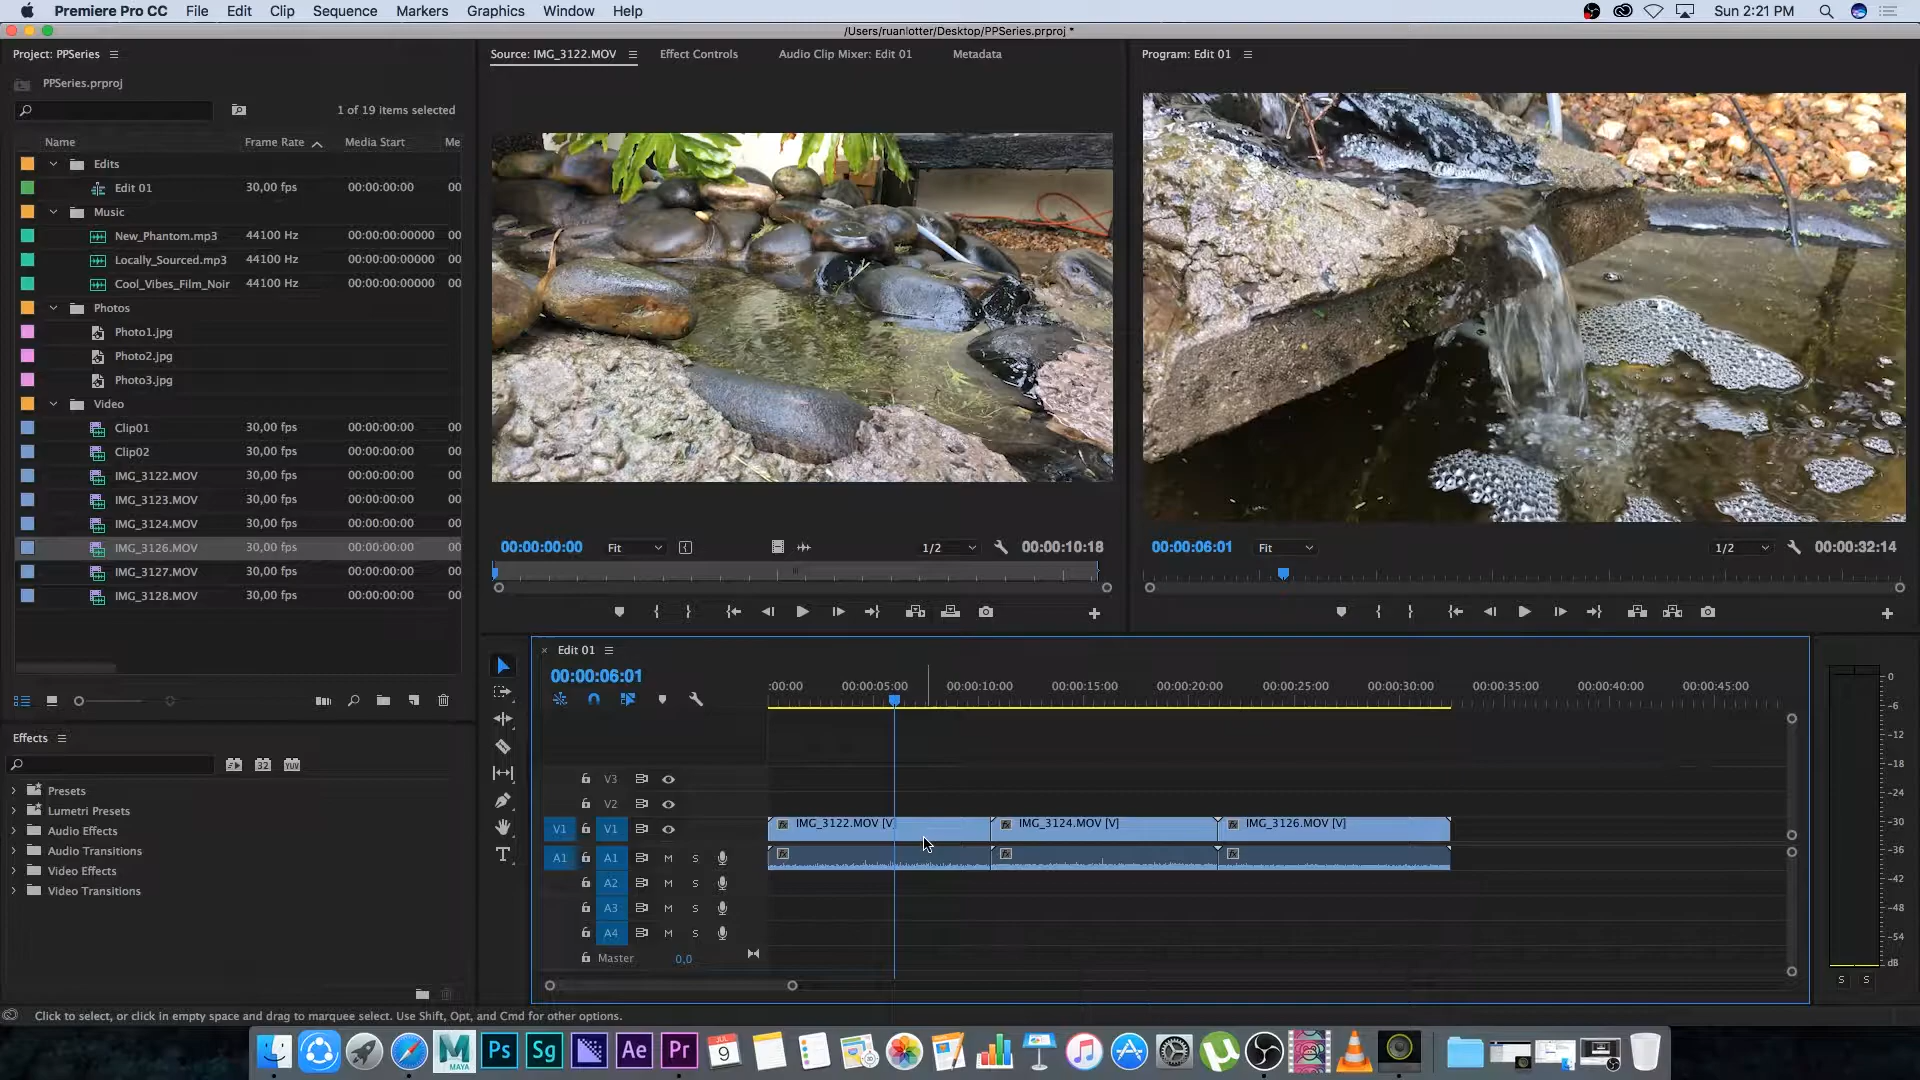 Premiere Pro CC File Edit Clip Sequence Markers Graphics Window Help Sun 2:21 PM
/Users/ruanlotter/Desktop/PPSeries.prproj *
Project: PPSeries
PPSeries.prproj
1 of 19 items selected
Name Frame Rate Media Start Me
Edits
Edit 01 30,00 fps 00:00:00:00 00
Music
New_Phantom.mp3 44100 Hz 00:00:00:00000 00
Locally_Sourced.mp3 44100 Hz 00:00:00:00000 00
Cool_Vibes_Film_Noir 44100 Hz 00:00:00:00000 00
Photos
Photo1.jpg
Photo2.jpg
Photo3.jpg
Video
Clip01 30,00 fps 00:00:00:00 00
Clip02 30,00 fps 00:00:00:00 00
IMG_3122.MOV 30,00 fps 00:00:00:00 00
IMG_3123.MOV 30,00 fps 00:00:00:00 00
IMG_3124.MOV 30,00 fps 00:00:00:00 00
IMG_3126.MOV 30,00 fps 00:00:00:00 00
IMG_3127.MOV 30,00 fps 00:00:00:00 00
IMG_3128.MOV 30,00 fps 00:00:00:00 00
Source: IMG_3122.MOV Effect Controls Audio Clip Mixer: Edit 01 Metadata
00:00:00:00 Fit 1/2 00:00:10:18
Program: Edit 01
00:00:06:01 Fit 1/2 00:00:32:14
Effects
32 YUV
Presets
Lumetri Presets
Audio Effects
Audio Transitions
Video Effects
Video Transitions
× Edit 01
00:00:06:01
:00:00 00:00:05:00 00:00:10:00 00:00:15:00 00:00:20:00 00:00:25:00 00:00:30:00 00:00:35:00 00:00:40:00 00:00:45:00
V3
V2
V1 V1 fx IMG_3122.MOV [V] fx IMG_3124.MOV [V] fx IMG_3126.MOV [V]
A1 A1 M S fx fx fx
A2 M S
A3 M S
A4 M S
Master 0,0
0
-6
-12
-18
-24
-30
-36
-42
-48
-54
dB
S S
Click to select, or click in empty space and drag to marquee select. Use Shift, Opt, and Cmd for other options.
MAYA Ps Sg Ae Pr JUL 9